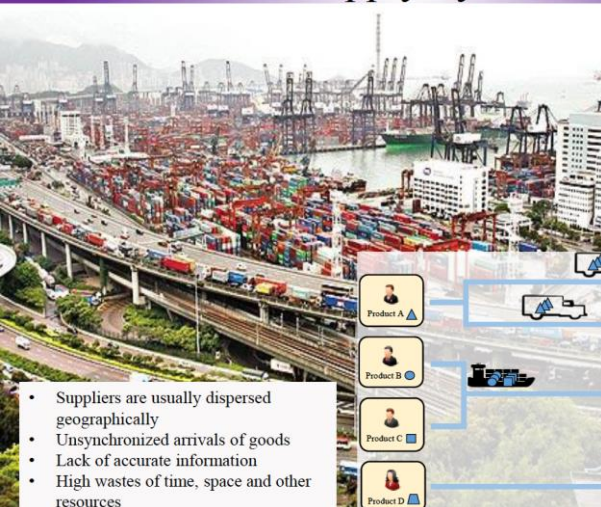 • Suppliers are usually dispersed
geographically
• Unsynchronized arrivals of goods
• Lack of accurate information
• High wastes of time, space and other
resources
Product A
Product B
Product C
Product D